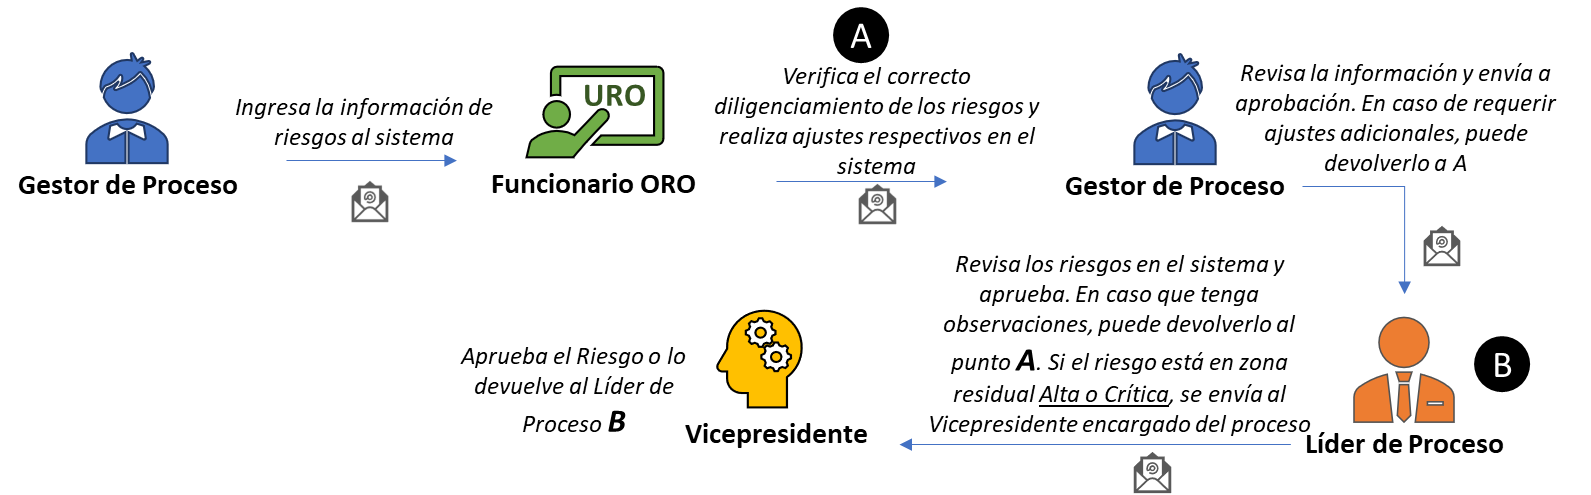 Gestor de Proceso
Ingresa la información de
riesgos al sistema
URO
Funcionario ORO
A
Verifica el correcto
diligenciamiento de los riesgos y
realiza ajustes respectivos en el
sistema
Gestor de Proceso
Revisa la información y envía a
aprobación. En caso de requerir
ajustes adicionales, puede
devolverlo a A
B
Líder de Proceso
Revisa los riesgos en el sistema y
aprueba. En caso que tenga
observaciones, puede devolverlo al
punto A. Si el riesgo está en zona
residual Alta o Crítica, se envía al
Vicepresidente encargado del proceso
Vicepresidente
Aprueba el Riesgo o lo
devuelve al Líder de
Proceso B